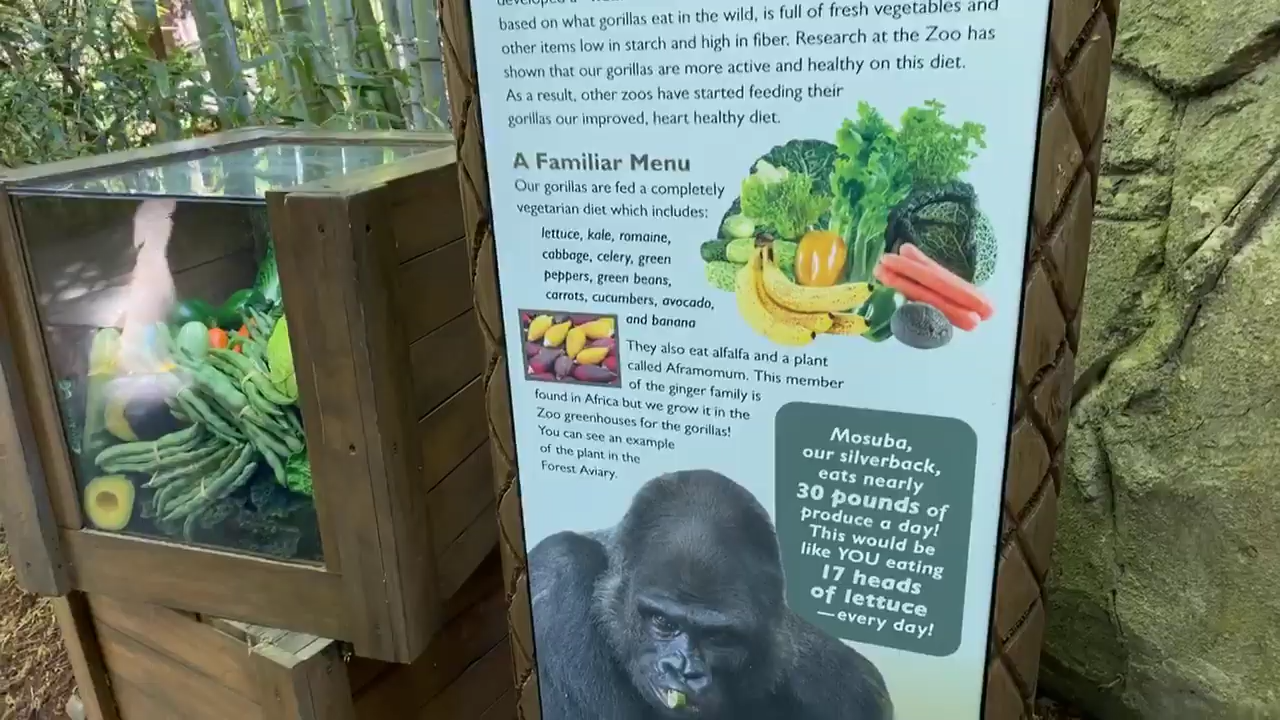 based on what gorillas eat in the wild, is full of fresh vegetables and
other items low in starch and high in fiber. Research at the Zoo has
shown that our gorillas are more active and healthy on this diet.
As a result, other zoos have started feeding their
gorillas our improved, heart healthy diet.
A Familiar Menu
Our gorillas are fed a completely
vegetarian diet which includes:
lettuce, kale, romaine,
cabbage, celery, green
peppers, green beans,
carrots, cucumbers, avocado,
and banana
They also eat alfalfa and a plant
called Aframomum. This member
of the ginger family is
found in Africa but we grow it in the
Zoo greenhouses for the gorillas!
You can see an example
of the plant in the
Forest Aviary.
Mosuba,
our silverback,
eats nearly
30 pounds of
produce a day!
This would be
like YOU eating
17 heads
of lettuce
—every day!